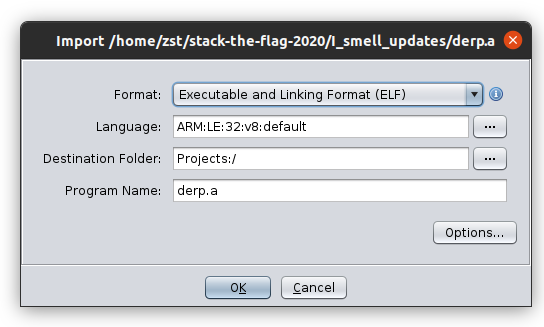 Import /home/zst/stack-the-flag-2020/I_smell_updates/derp.a
Format: Executable and Linking Format (ELF)
Language: ARM:LE:32:v8:default ...
Destination Folder: Projects:/ ...
Program Name: derp.a
Options...
OK Cancel